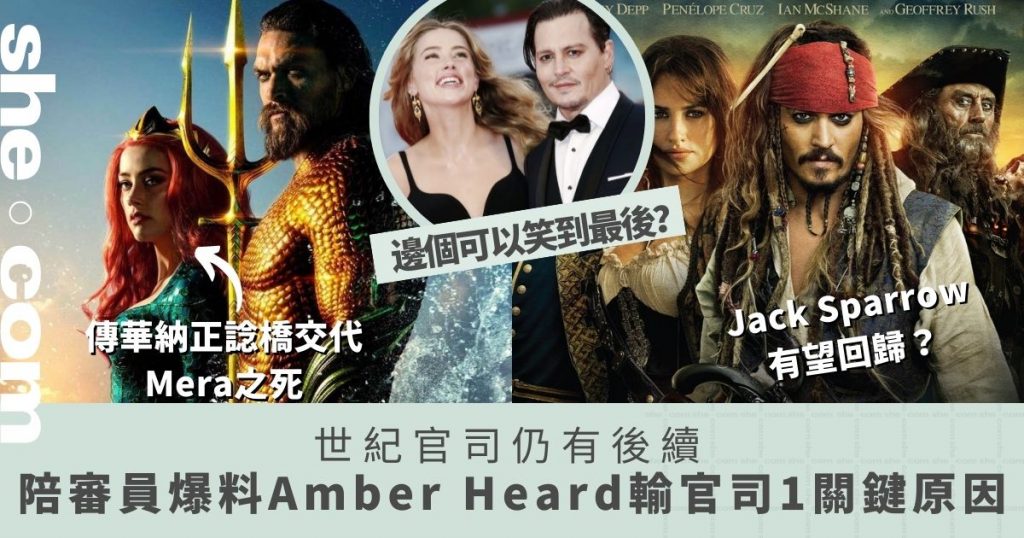 she.com
Y DEPP PENÉLOPE CRUZ IAN MCSHANE AND GEOFFREY RUSH
邊個可以笑到最後?
傳華納正諗橋交代
Mera之死
Jack Sparrow
有望回歸？
世紀官司仍有後續
陪審員爆料Amber Heard輸官司1關鍵原因